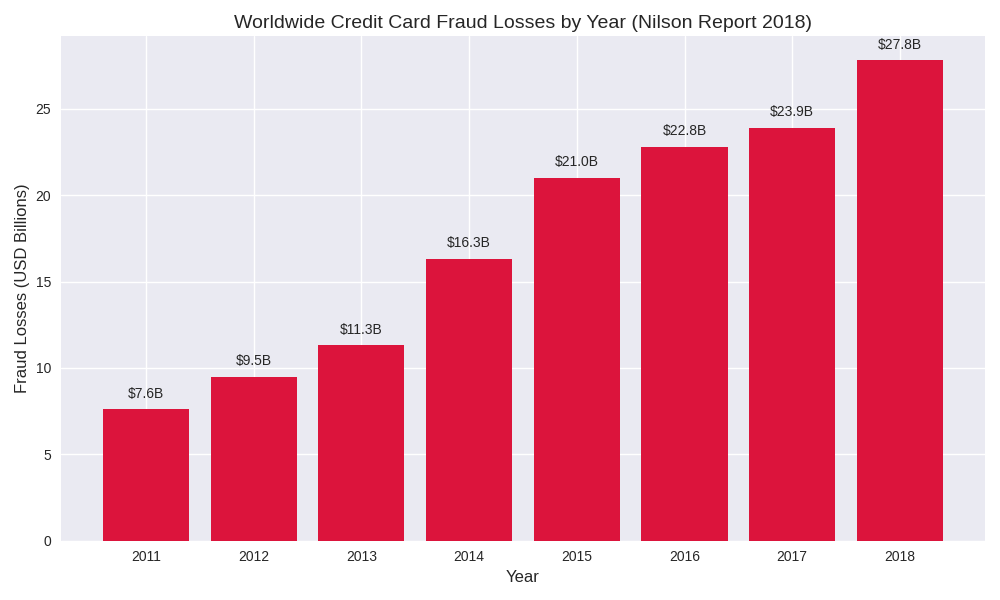 Worldwide Credit Card Fraud Losses by Year (Nilson Report 2018)
Fraud Losses (USD Billions)
25
20
15
10
5
0
$7.6B
$9.5B
$11.3B
$16.3B
$21.0B
$22.8B
$23.9B
$27.8B
2011
2012
2013
2014
2015
2016
2017
2018
Year